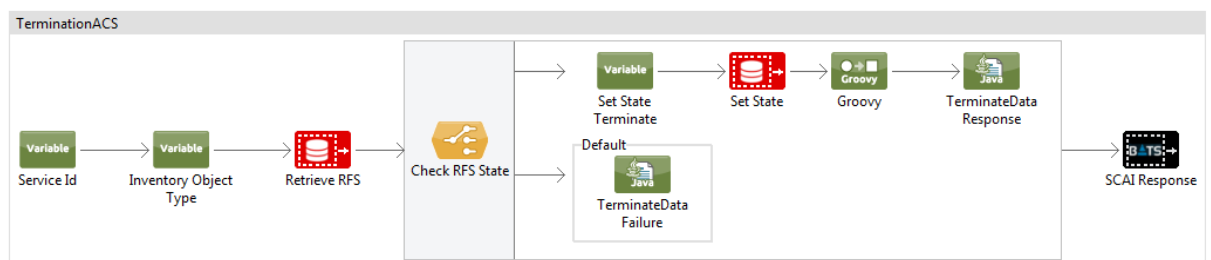 TerminationACS
Variable
Service Id
Variable
Inventory Object
Type
Retrieve RFS
Check RFS State
Variable
Set State
Terminate
Set State
Groovy
Groovy
Java
TerminateData
Response
Default
Java
TerminateData
Failure
BATS
SCAI Response